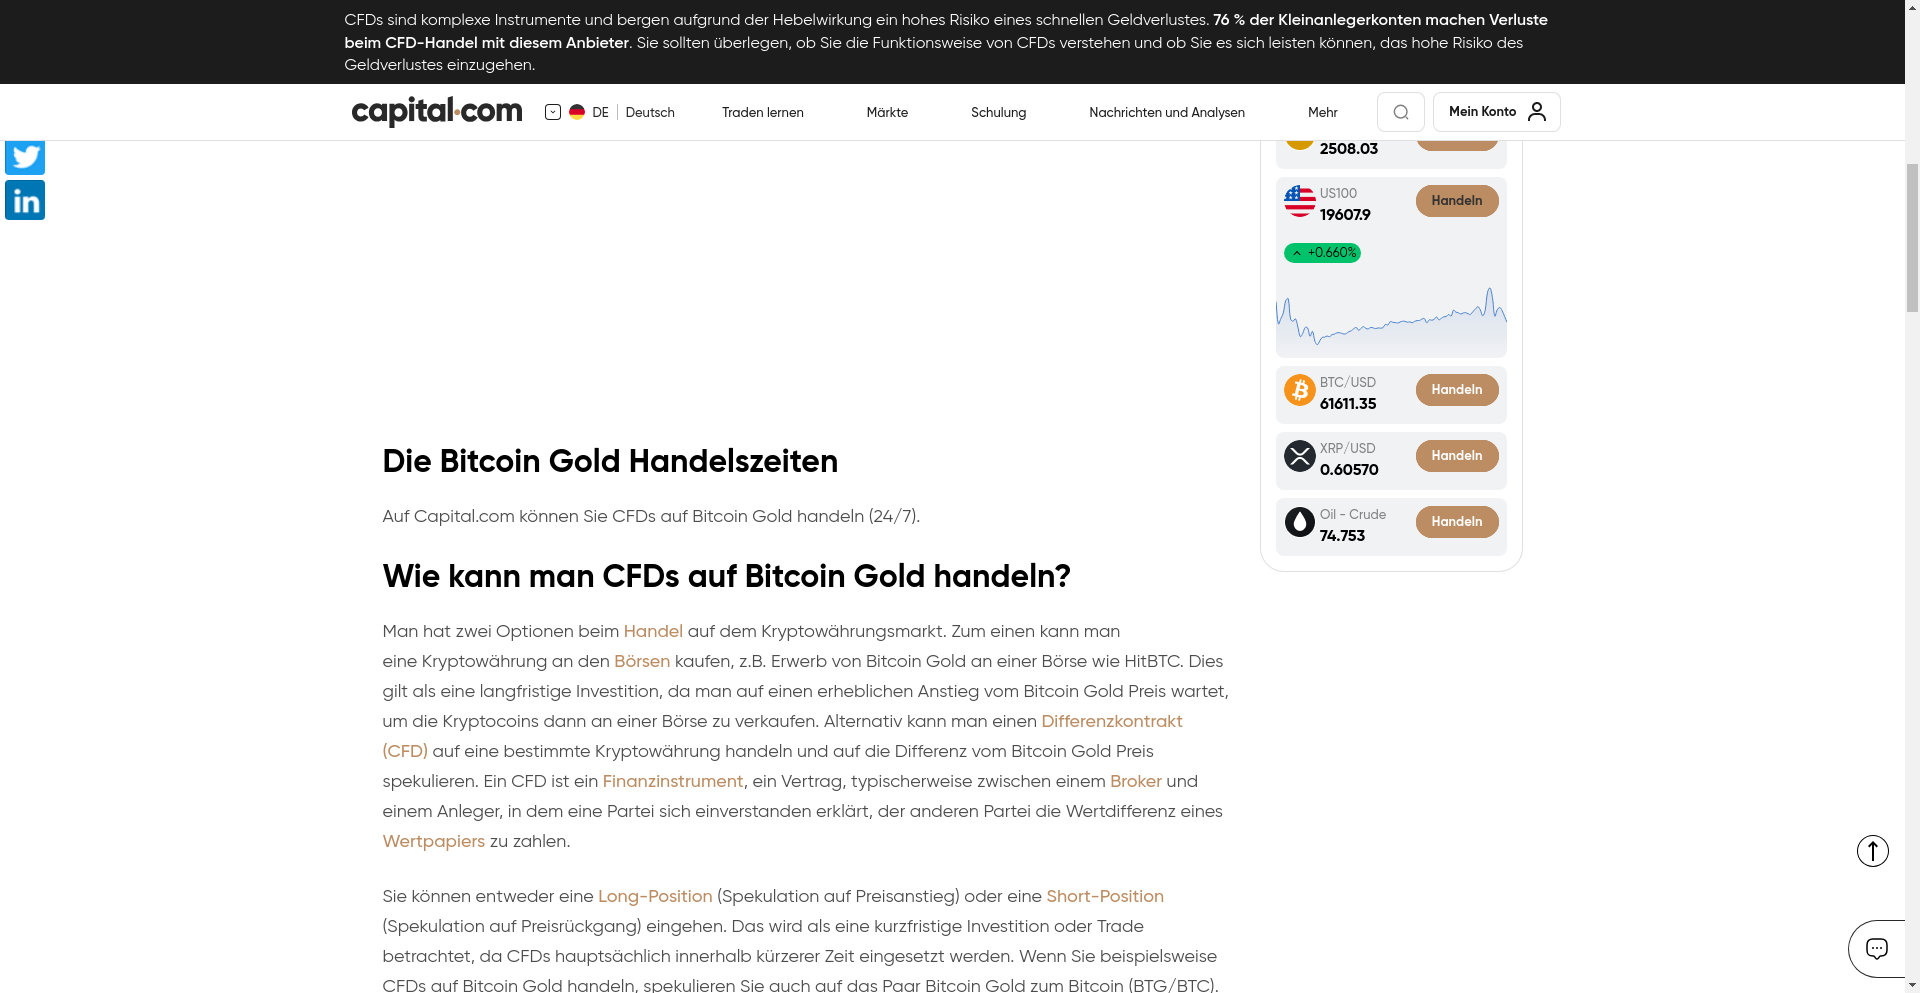 CFDs sind komplexe Instrumente und bergen aufgrund der Hebelwirkung ein hohes Risiko eines schnellen Geldverlustes. 76 % der Kleinanlegerkonten machen Verluste
beim CFD-Handel mit diesem Anbieter. Sie sollten überlegen, ob Sie die Funktionsweise von CFDs verstehen und ob Sie es sich leisten können, das hohe Risiko des
Geldverlustes einzugehen.
capital.com DE Deutsch Traden lernen Märkte Schulung Nachrichten und Analysen Mehr Mein Konto
in
2508.03
US100
19607.9
Handeln
+0.660%
BTC/USD
61611.35
Handeln
XRP/USD
0.60570
Handeln
Oil - Crude
74.753
Handeln
Die Bitcoin Gold Handelszeiten
Auf Capital.com können Sie CFDs auf Bitcoin Gold handeln (24/7).
Wie kann man CFDs auf Bitcoin Gold handeln?
Man hat zwei Optionen beim Handel auf dem Kryptowährungsmarkt. Zum einen kann man
eine Kryptowährung an den Börsen kaufen, z.B. Erwerb von Bitcoin Gold an einer Börse wie HitBTC. Dies
gilt als eine langfristige Investition, da man auf einen erheblichen Anstieg vom Bitcoin Gold Preis wartet,
um die Kryptocoins dann an einer Börse zu verkaufen. Alternativ kann man einen Differenzkontrakt
(CFD) auf eine bestimmte Kryptowährung handeln und auf die Differenz vom Bitcoin Gold Preis
spekulieren. Ein CFD ist ein Finanzinstrument, ein Vertrag, typischerweise zwischen einem Broker und
einem Anleger, in dem eine Partei sich einverstanden erklärt, der anderen Partei die Wertdifferenz eines
Wertpapiers zu zahlen.
Sie können entweder eine Long-Position (Spekulation auf Preisanstieg) oder eine Short-Position
(Spekulation auf Preisrückgang) eingehen. Das wird als eine kurzfristige Investition oder Trade
betrachtet, da CFDs hauptsächlich innerhalb kürzerer Zeit eingesetzt werden. Wenn Sie beispielsweise
CFDs auf Bitcoin Gold handeln, spekulieren Sie auch auf das Paar Bitcoin Gold zum Bitcoin (BTG/BTC).